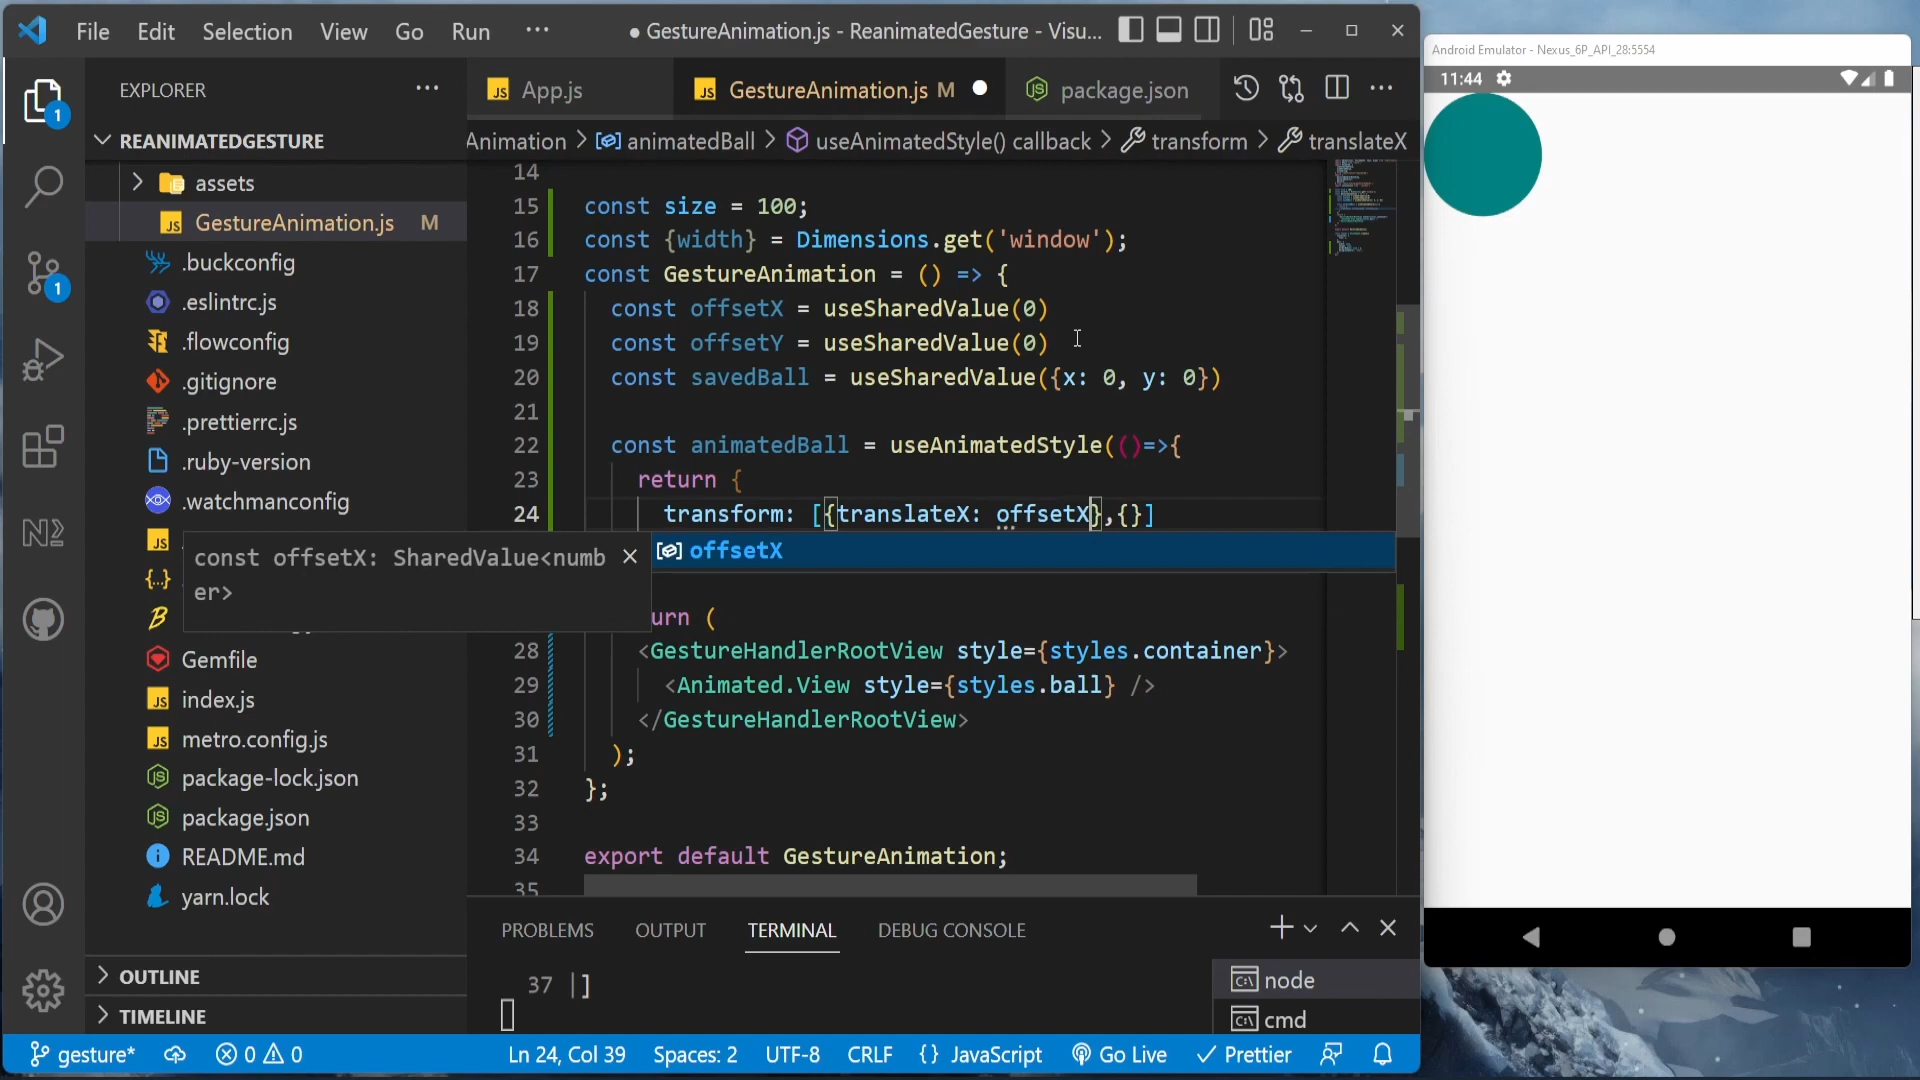 File Edit Selection View Go Run ··· ● GestureAnimation.js - ReanimatedGesture - Visu...
EXPLORER ···
1
REANIMATEDGESTURE
assets
GestureAnimation.js M
.buckconfig
1
.eslintrc.js
.flowconfig
.gitignore
.prettierrc.js
.ruby-version
.watchmanconfig
Gemfile
index.js
metro.config.js
package-lock.json
package.json
README.md
yarn.lock
OUTLINE
TIMELINE
App.js GestureAnimation.js M ● package.json ···
Animation > animatedBall > useAnimatedStyle() callback > transform > translateX
14
15 const size = 100;
16 const {width} = Dimensions.get('window');
17 const GestureAnimation = () => {
18 const offsetX = useSharedValue(0)
19 const offsetY = useSharedValue(0)
20 const savedBall = useSharedValue({x: 0, y: 0})
21
22 const animatedBall = useAnimatedStyle(()=>{
23 return {
24 transform: [{translateX: offsetX},{}]
const offsetX: SharedValue<numb
er>
offsetX
urn (
28 <GestureHandlerRootView style={styles.container}>
29 <Animated.View style={styles.ball} />
30 </GestureHandlerRootView>
31 );
32 };
33
34 export default GestureAnimation;
35
PROBLEMS OUTPUT TERMINAL DEBUG CONSOLE
37 |]
node
cmd
gesture* 0 0 Ln 24, Col 39 Spaces: 2 UTF-8 CRLF {} JavaScript Go Live Prettier
Android Emulator - Nexus_6P_API_28:5554
11:44